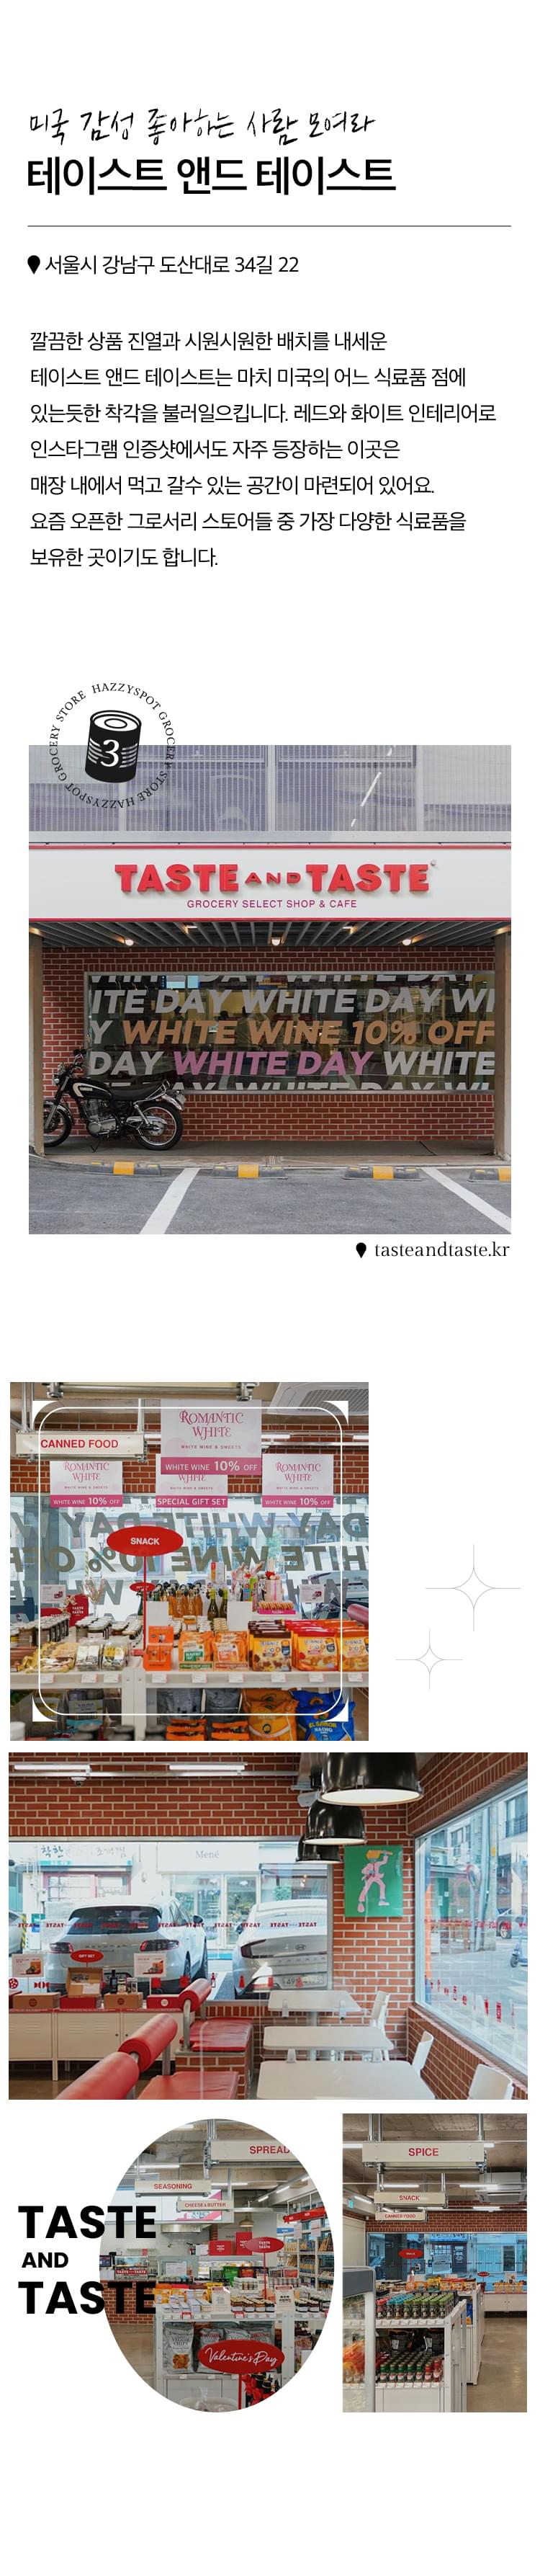 미국 감성 좋아하는 사람 모여라
테이스트 앤드 테이스트
서울시 강남구 도산대로 34길 22
깔끔한 상품 진열과 시원시원한 배치를 내세운
테이스트 앤드 테이스트는 마치 미국의 어느 식료품 점에
있는듯한 착각을 불러일으킵니다. 레드와 화이트 인테리어로
인스타그램 인증샷에서도 자주 등장하는 이곳은
매장 내에서 먹고 갈수 있는 공간이 마련되어 있어요.
요즘 오픈한 그로서리 스토어들 중 가장 다양한 식료품을
보유한 곳이기도 합니다.
HAZZYSPOT GROCERY STORE HAZZYSPOT GROCERY STORE
3
TASTE AND TASTE
GROCERY SELECT SHOP & CAFE
ITE DAY WHITE DAY WI
Y WHITE WINE 10% OFF
DAY WHITE DAY WHITE
tasteandtaste.kr
ROMANTIC
WHITE
WHITE WINE & SWEETS
CANNED FOOD
WHITE WINE 10% OFF
ROMANTIC
WHITE
WHITE
ROMANTIC
WHITE
WHITE WINE 10% OFF
SPECIAL GIFT SET
WHITE WINE 10% OFF
SNACK
EL SABOR
Mené
GIFT SET
SPREAD
SEASONING
CHEESE & BUTTER
TASTE
AND
TASTE
Valentine's Day
SPICE
SNACK
CANNED FOOD